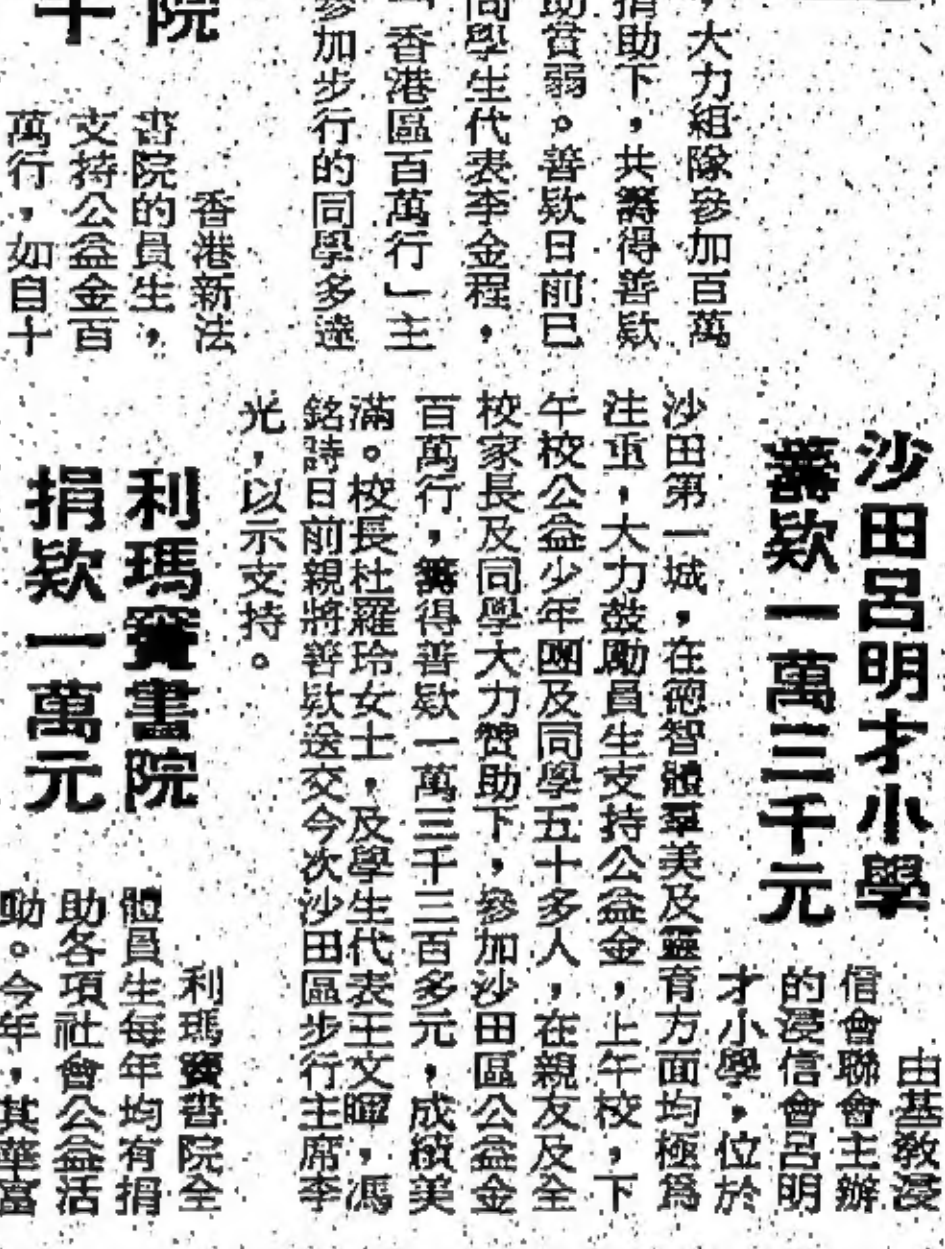 ，大力組隊參加百萬
捐助下，共籌得善欵
助貧弱。善欵日前已
同學生代表李金程，
香港區百萬行」主
參加步行的同學多達
院
千
香港新法
書院的員生，
支持公益金百
萬行，如自十
沙田呂明才小學
籌欵一萬三千元
由基教浸
信會聯會主辦
的浸信會呂明
才小學，位於
沙田第一城，在德智體羣美及靈育方面均極爲
注重，大力鼓勵員生支持公益金，上午校，下
午校公益少年團及同學五十多人，在親友及全
校家長及同學大力贊助下，參加沙田區公益金
百萬行，籌得善欵一萬三千三百多元，成績美
滿。校長杜羅玲女士，及學生代表王文暉，馮
銘詩日前親將善欵送交今次沙田區步行主席李
光，以示支持。
利瑪竇書院
捐欵一萬元
利瑪竇書院全
體員生每年均有捐
助各項社會公益活
動。今年，其華富